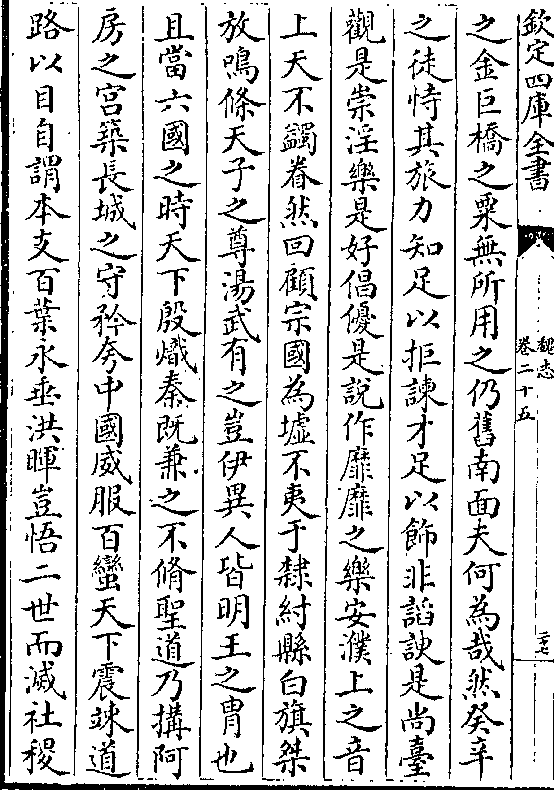 欽定四庫全書
魏志
卷二十五
二十七
之金巨橋之粟無所用之仍舊南面夫何為哉然癸辛
之徒恃其旅力知足以拒諫才足以飾非諂諛是尚臺
觀是崇淫樂是好倡優是說作靡靡之樂安濮上之音
上天不蠲眷然回顧宗國為墟不夷于隸紂縣白旗桀
放鳴條天子之尊湯武有之豈伊異人皆明王之胄也
且當六國之時天下殷熾秦既兼之不脩聖道乃搆阿
房之宮築長城之守矜夸中國威服百蠻天下震竦道
路以目自謂本支百葉永垂洪暉豈悟二世而滅社稷